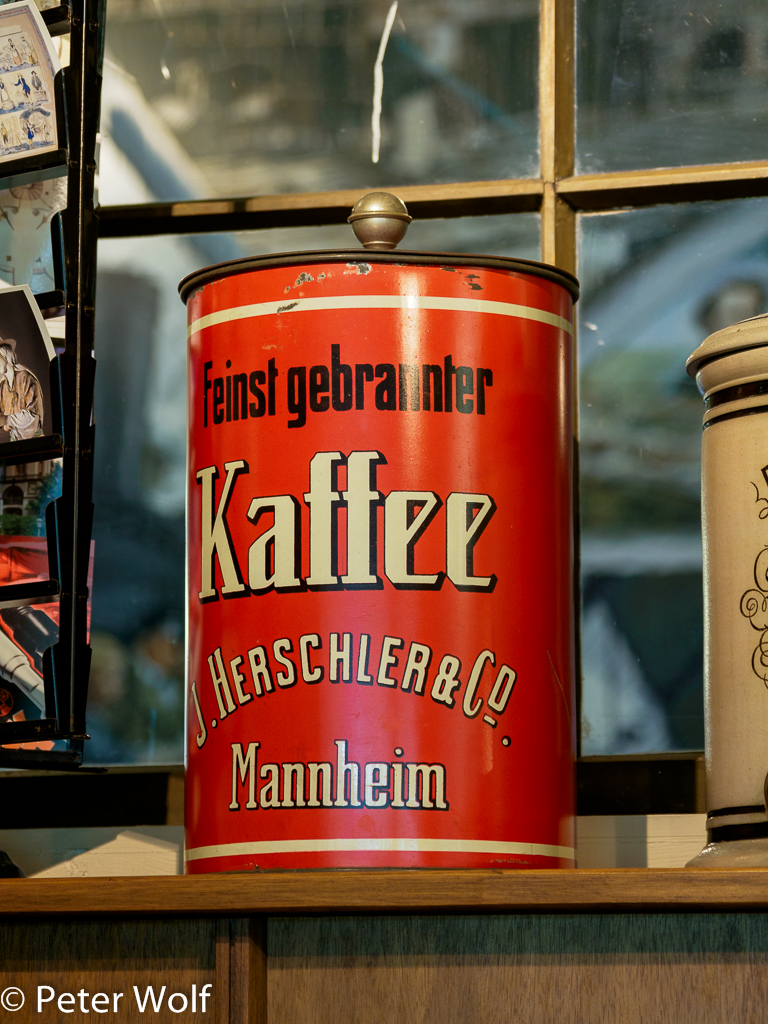 Feinst gebrannter
Kaffee
J. HERSCHLER & Co.
Mannheim
© Peter Wolf